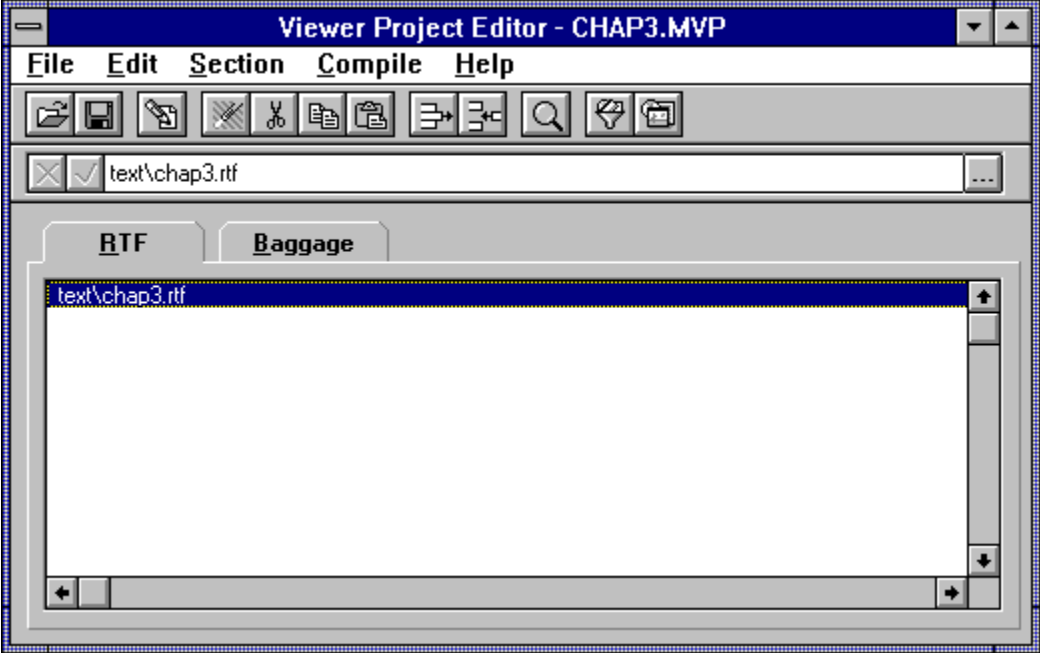 Viewer Project Editor - CHAP3.MVP
File Edit Section Compile Help
text\chap3.rtf
...
RTF Baggage
text\chap3.rtf